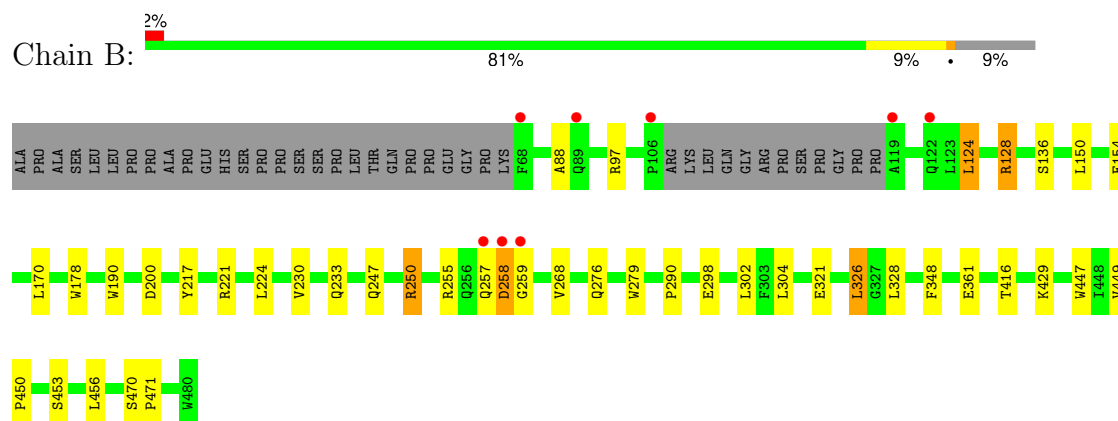 2%
Chain B:
81% 9% • 9%
ALA PRO ALA SER LEU LEU PRO PRO ALA PRO GLU HIS SER PRO PRO SER SER PRO LEU THR GLN PRO PRO GLU GLY PRO LYS F68 A88 Q89 R97 P106 ARG LYS LEU GLN GLY ARG PRO SER PRO GLY PRO PRO A119 Q122 L123 L124 R128 S136 L150 E154
L170 W178 W190 D200 Y217 R221 L224 V230 Q233 Q247 R250 R255 Q256 Q257 D258 G259 V268 Q276 W279 P290 E298 L302 F303 L304 E321 L326 G327 L328 F348 E361 T416 K429 W447 I448 V449
P450 S453 L456 S470 P471 W480